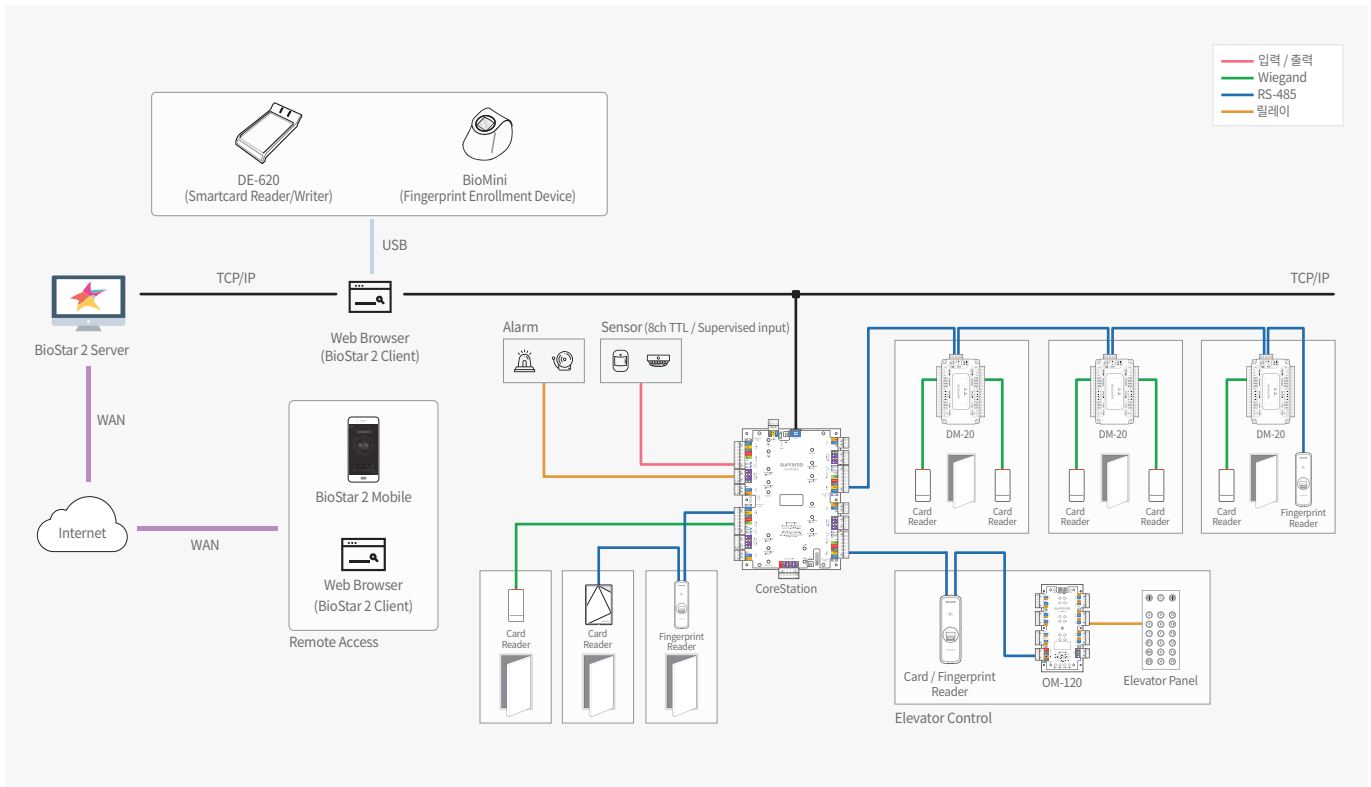 입력 / 출력
Wiegand
RS-485
릴레이
DE-620
(Smartcard Reader/Writer)
BioMini
(Fingerprint Enrollment Device)
USB
TCP/IP
TCP/IP
BioStar 2 Server
Web Browser
(BioStar 2 Client)
Alarm
Sensor (8ch TTL / Supervised input)
WAN
BioStar 2 Mobile
Internet
WAN
Web Browser
(BioStar 2 Client)
Remote Access
suprema
CoreStation
DM-20
DM-20
DM-20
Card
Reader
Card
Reader
Card
Reader
Card
Reader
Card
Reader
Fingerprint
Reader
Card
Reader
Card
Reader
Fingerprint
Reader
Card / Fingerprint
Reader
OM-120
Elevator Panel
Elevator Control